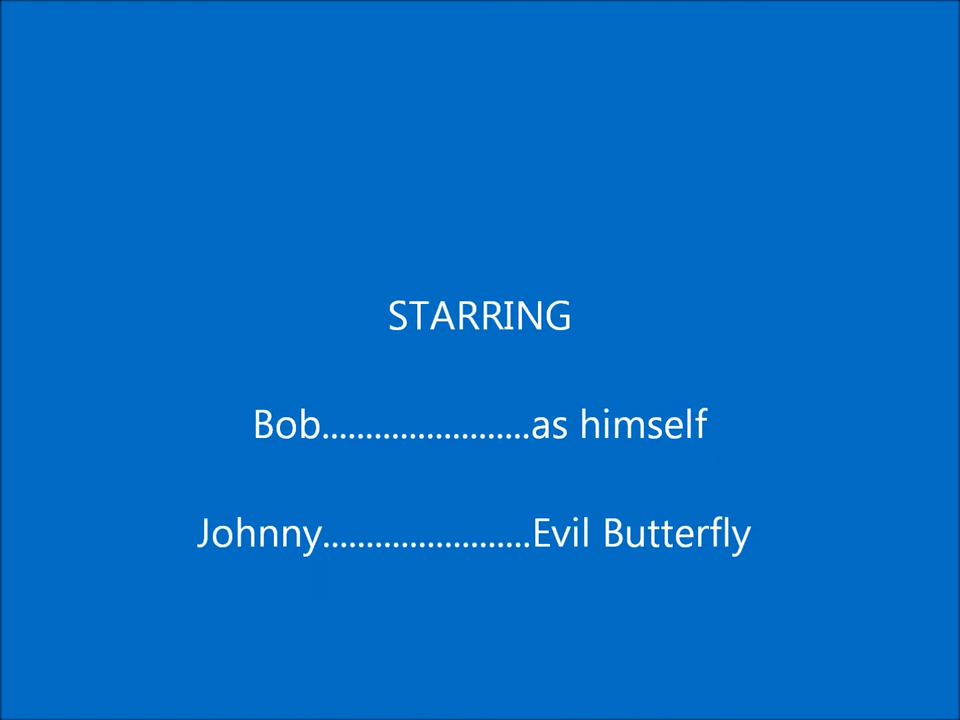 STARRING
Bob.......................as himself
Johnny.......................Evil Butterfly